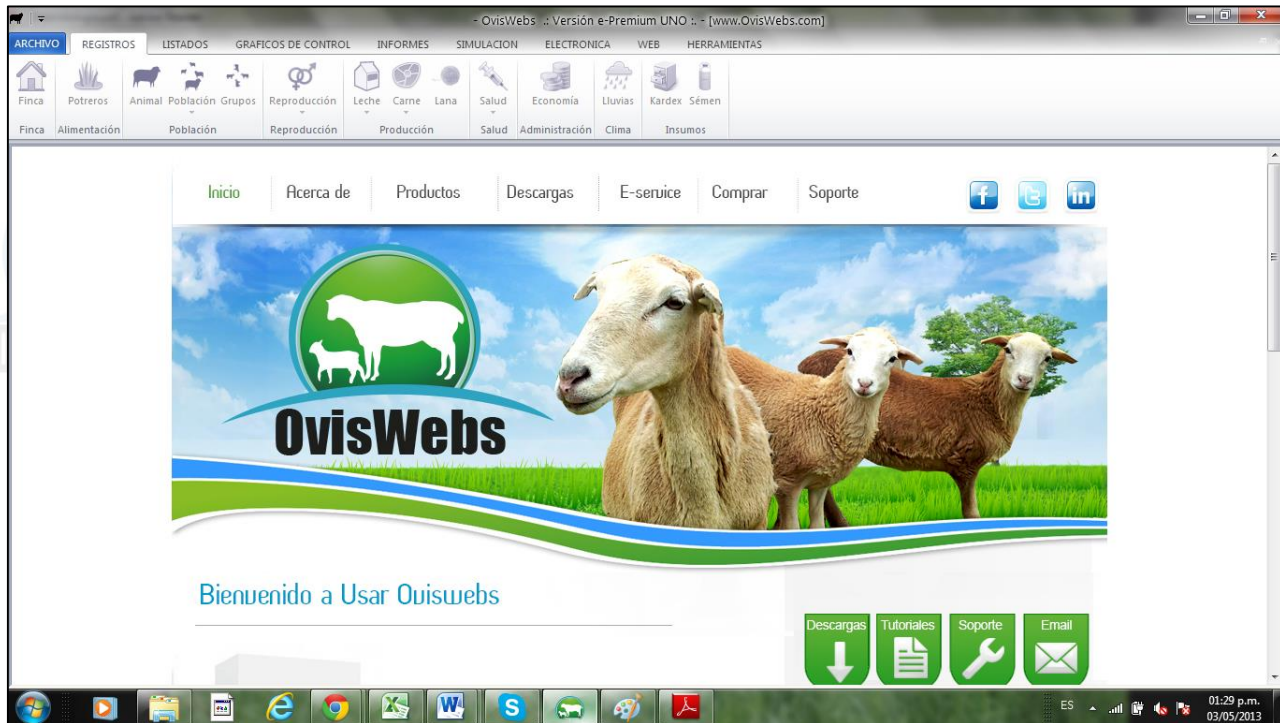 - OvisWebs .: Versión e-Premium UNO :. - [www.OvisWebs.com]
ARCHIVO REGISTROS LISTADOS GRAFICOS DE CONTROL INFORMES SIMULACION ELECTRONICA WEB HERRAMIENTAS
Finca Potreros Animal Población Grupos Reproducción Leche Carne Lana Salud Economía Lluvias Kardex Sémen
Finca Alimentación Población Reproducción Producción Salud Administración Clima Insumos
Inicio Acerca de Productos Descargas E-service Comprar Soporte
f t in
OvisWebs
Bienvenido a Usar Oviswebs
Descargas Tutoriales Soporte Email
W S
ES 01:29 p.m.
03/05/2013